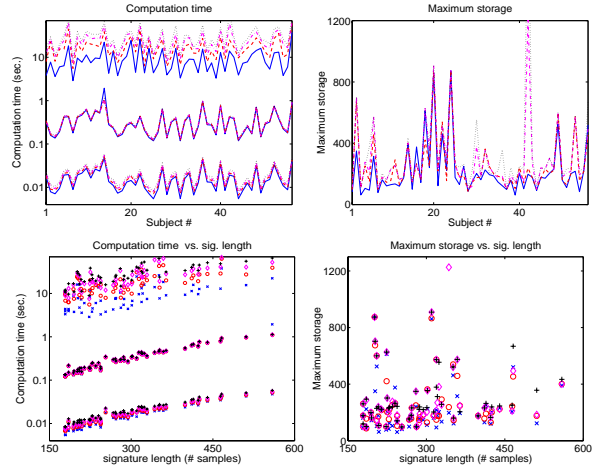 Computation time
Maximum storage
Computation time (sec.)
10
1
0.1
0.01
1
20
40
Subject #
Maximum storage
1200
800
400
0
1
20
40
Subject #
Computation time vs. sig. length
Maximum storage vs. sig. length
Computation time (sec.)
10
1
0.1
0.01
150
300
450
600
signature (# samples)
Maximum storage
1200
800
400
0
150
300
450
600
signature (# samples)